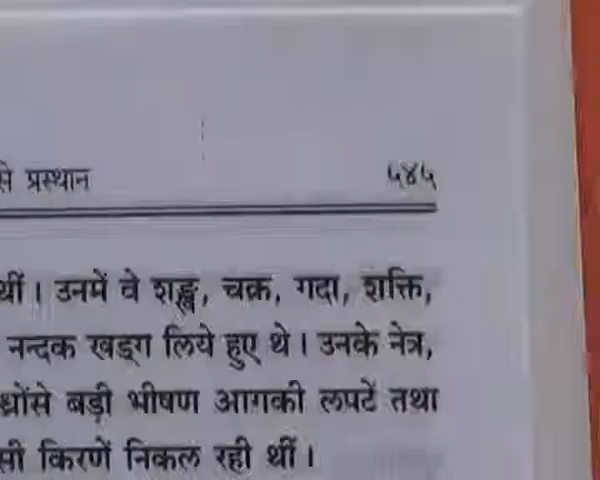 से प्रस्थान ५४५
थीं। उनमें वे शङ्ख, चक्र, गदा, शक्ति,
नन्दक खड्ग लिये हुए थे। उनके नेत्र,
बड़ी भीषण आगकी लपटें तथा
सी किरणें निकल रही थीं।